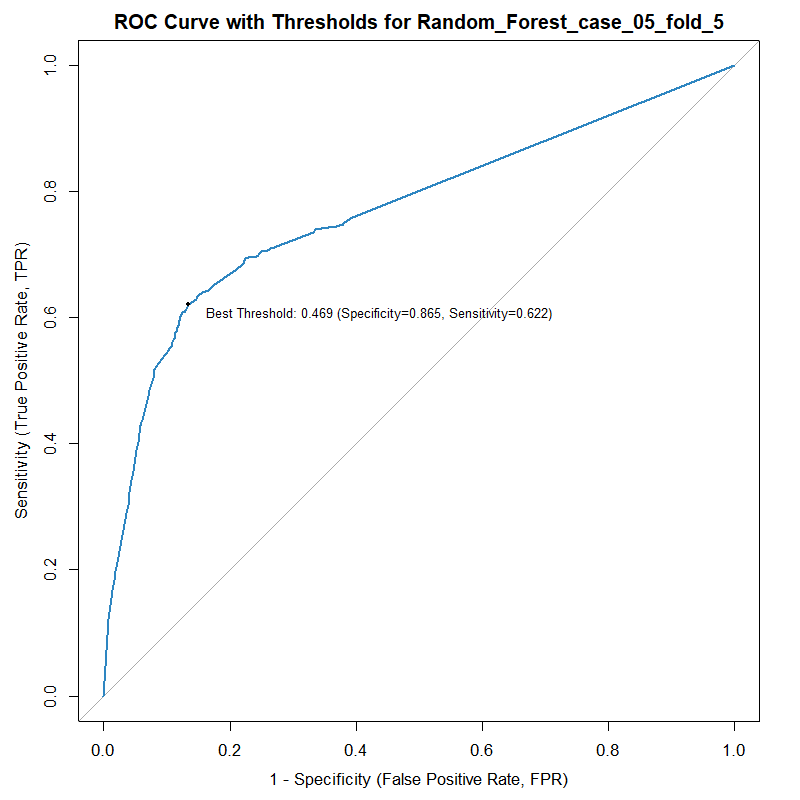 ROC Curve with Thresholds for Random_Forest_case_05_fold_5
Sensitivity (True Positive Rate, TPR)
1.0
0.8
0.6
0.4
0.2
0.0
Best Threshold: 0.469 (Specificity=0.865, Sensitivity=0.622)
0.0 0.2 0.4 0.6 0.8 1.0
1 - Specificity (False Positive Rate, FPR)